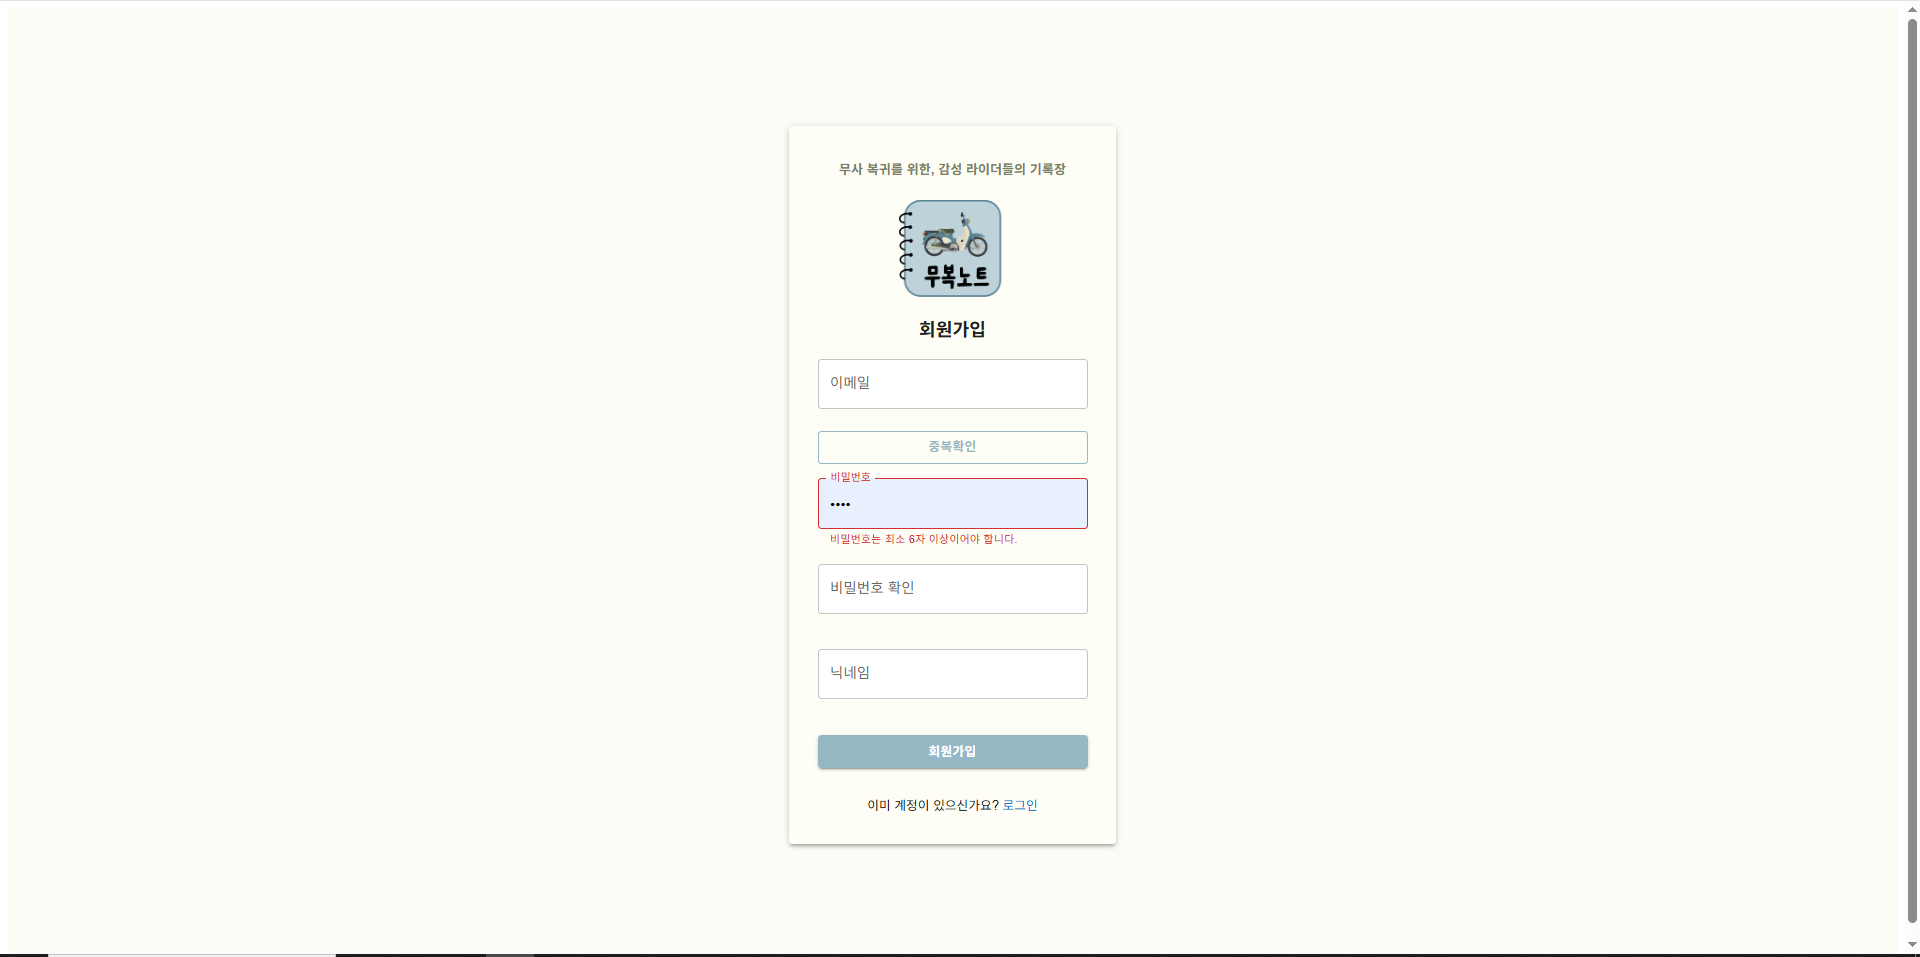 무사 복귀를 위한, 감성 라이더들의 기록장
무복노트
회원가입
이메일
중복확인
비밀번호
••••
비밀번호는 최소 6자 이상이어야 합니다.
비밀번호 확인
닉네임
회원가입
이미 계정이 있으신가요? 로그인